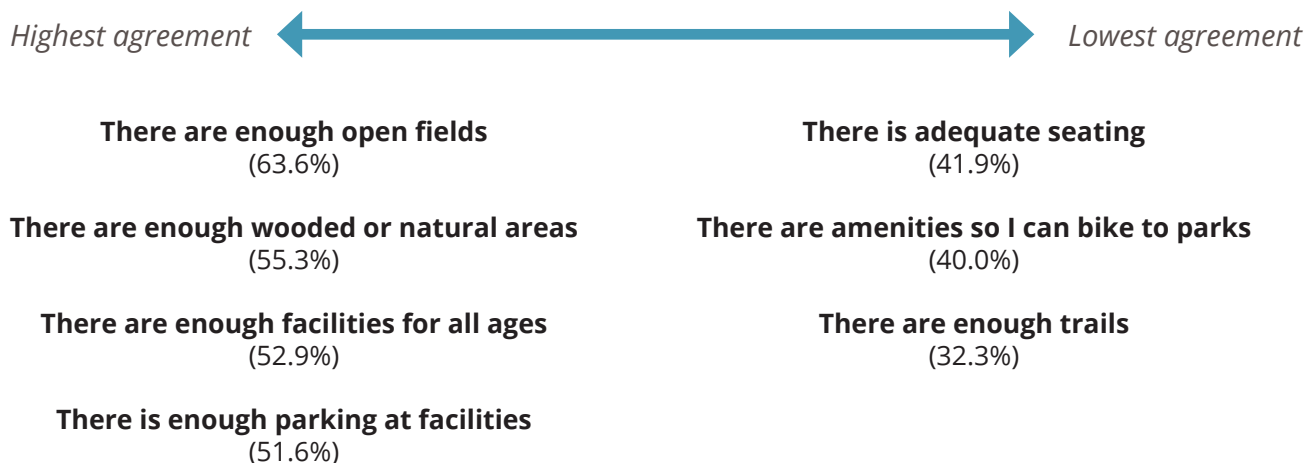 Highest agreement
Lowest agreement
There are enough open fields
(63.6%)
There are enough wooded or natural areas
(55.3%)
There are enough facilities for all ages
(52.9%)
There is enough parking at facilities
(51.6%)
There is adequate seating
(41.9%)
There are amenities so I can bike to parks
(40.0%)
There are enough trails
(32.3%)